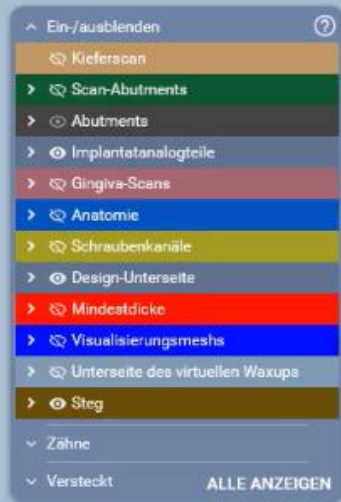 Ein-/ausblenden
Kieferscan
Scan-Abutments
Abutments
Implantatanalogteile
Gingiva-Scans
Anatomie
Schraubenkanäle
Design-Unterseite
Mindestdicke
Visualisierungsmeshs
Unterseite des virtuellen Waxups
Steg
Zähne
Versteckt ALLE ANZEIGEN